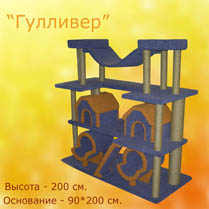 “Гулливер”
Высота - 200 см.
Основание - 90*200 см.